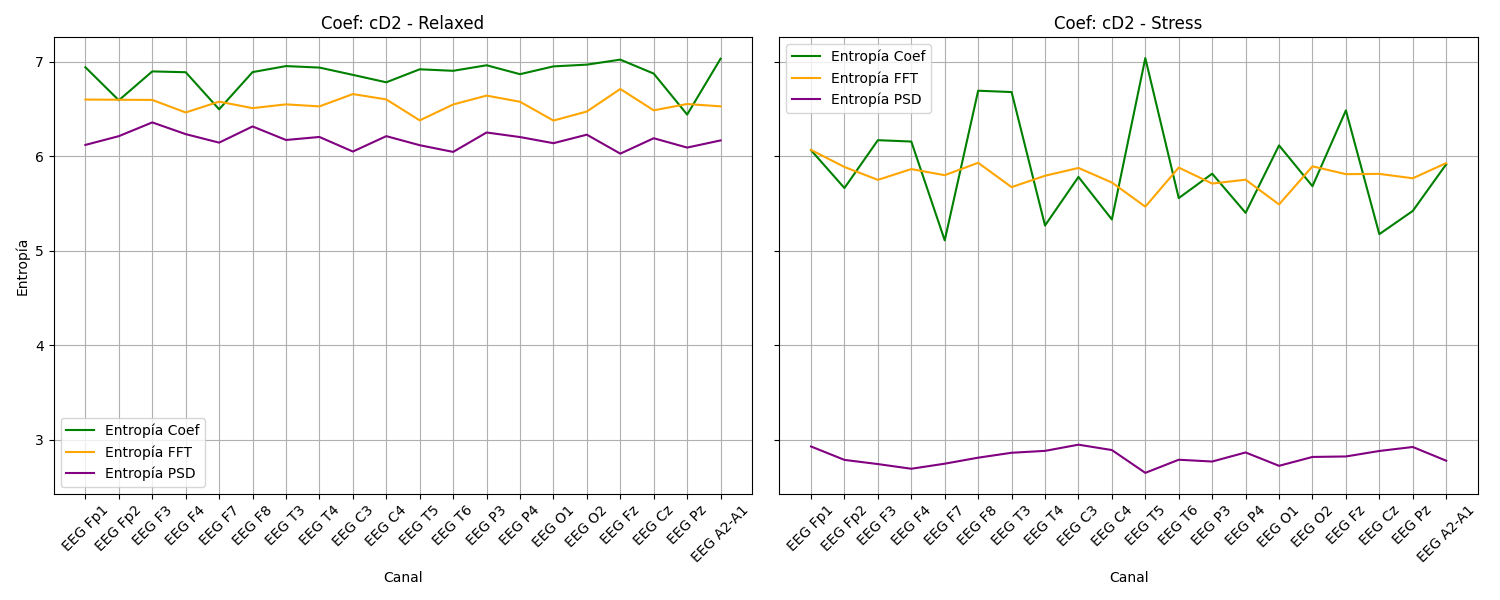 Coef: cD2 - Relaxed
Entropía
7
6
5
4
3
Entropía Coef
Entropía FFT
Entropía PSD
EEG Fp1
EEG Fp2
EEG F3
EEG F4
EEG F7
EEG F8
EEG T3
EEG T4
EEG C3
EEG C4
EEG T5
EEG T6
EEG P3
EEG P4
EEG O1
EEG O2
EEG Fz
EEG Cz
EEG Pz
EEG A2-A1
Canal
Coef: cD2 - Stress
Entropía Coef
Entropía FFT
Entropía PSD
EEG Fp1
EEG Fp2
EEG F3
EEG F4
EEG F7
EEG F8
EEG T3
EEG T4
EEG C3
EEG C4
EEG T5
EEG T6
EEG P3
EEG P4
EEG O1
EEG O2
EEG Fz
EEG Cz
EEG Pz
EEG A2-A1
Canal